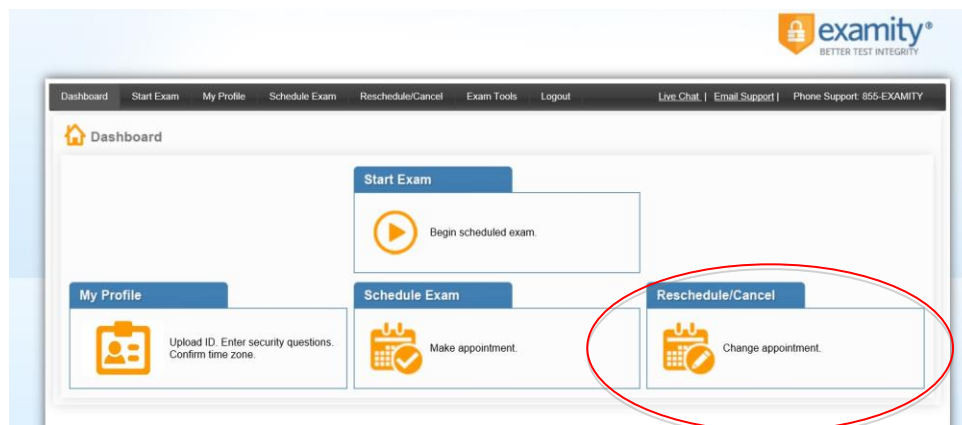 examity®
BETTER TEST INTEGRITY
Dashboard Start Exam My Profile Schedule Exam Reschedule/Cancel Exam Tools Logout Live Chat | Email Support | Phone Support: 855-EXAMITY
Dashboard
Start Exam
Begin scheduled exam.
My Profile
Upload ID. Enter security questions.
Confirm time zone.
Schedule Exam
Make appointment.
Reschedule/Cancel
Change appointment.